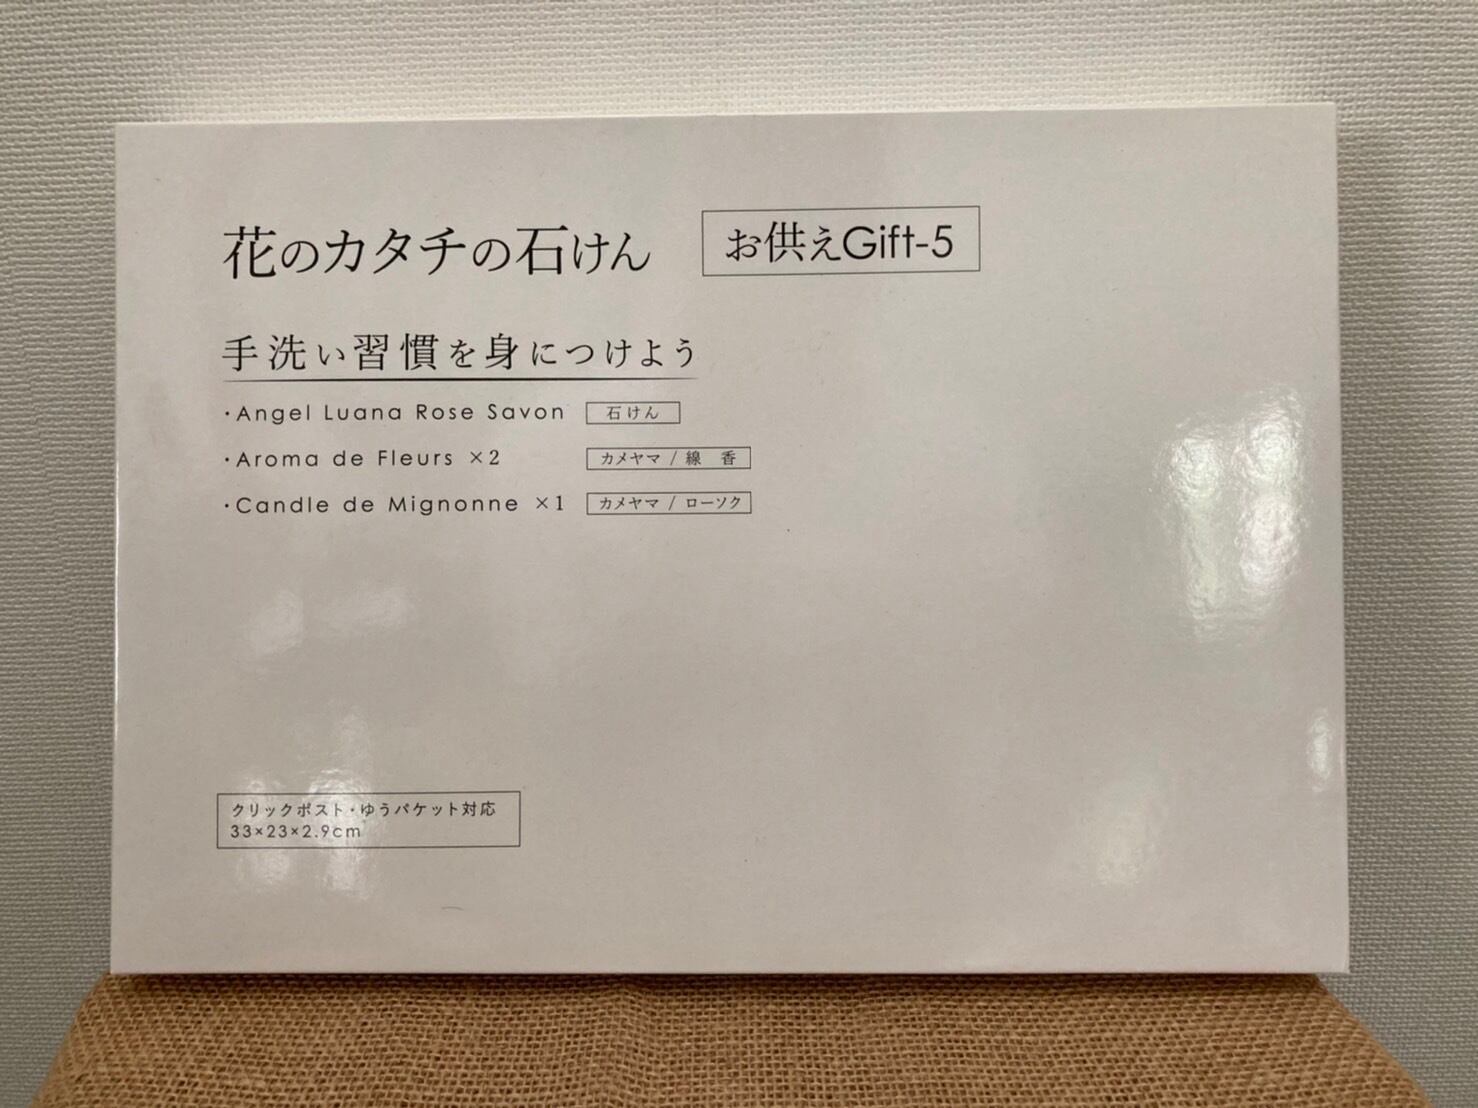 花のカタチの石けん お供えGift-5
手洗い習慣を身につけよう
・Angel Luana Rose Savon 石けん
・Aroma de Fleurs ×2 カメヤマ / 線 香
・Candle de Mignonne ×1 カメヤマ / ローソク
クリックポスト・ゆうパケット対応
33×23×2.9cm